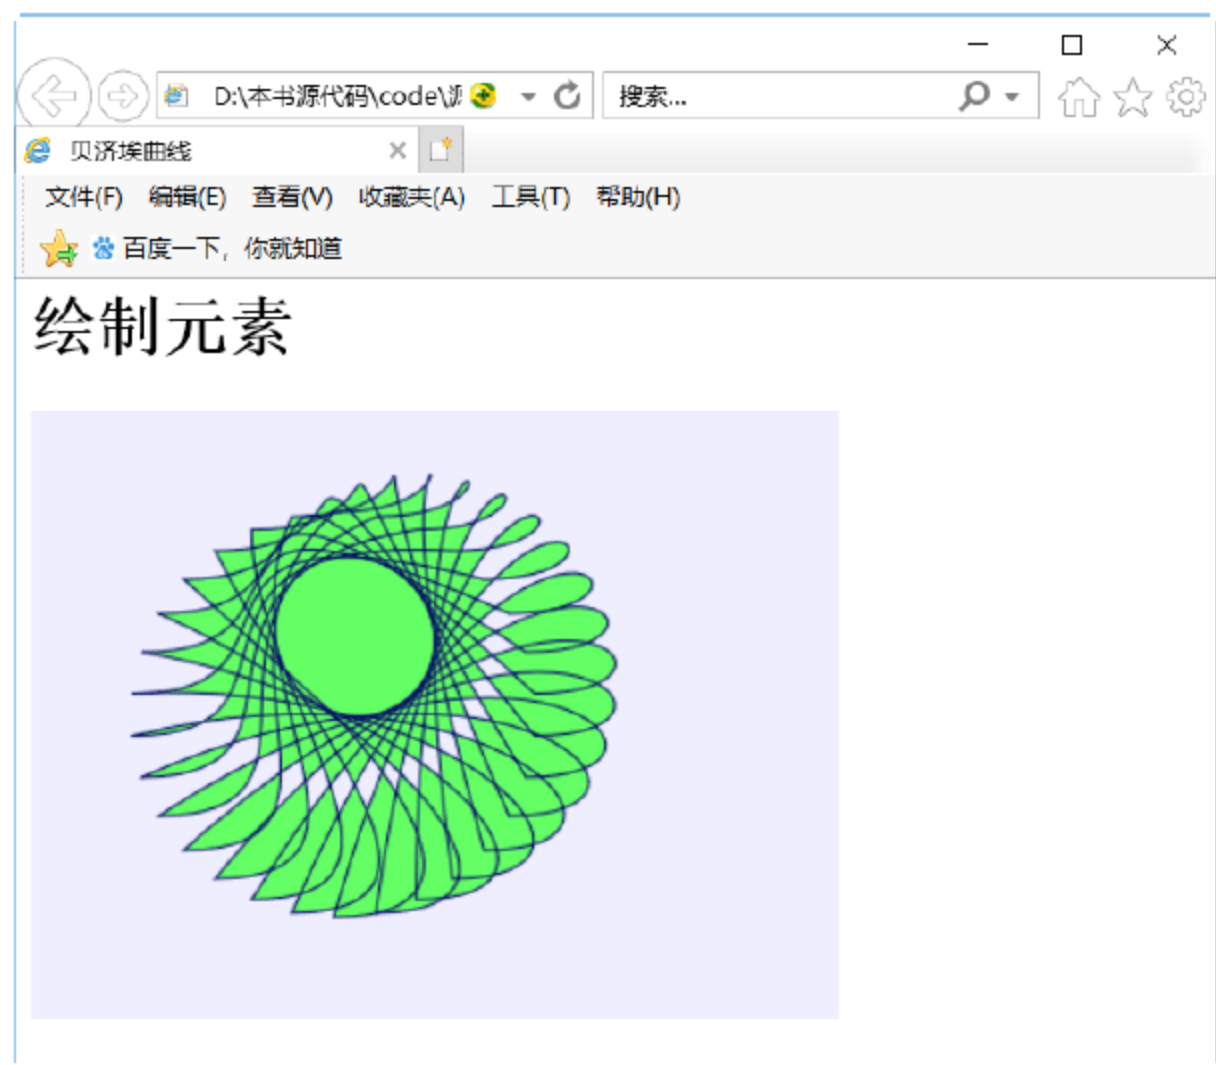 D:\本书源代码\code\
搜索...
贝济埃曲线
文件(F) 编辑(E) 查看(V) 收藏夹(A) 工具(T) 帮助(H)
百度一下，你就知道
绘制元素